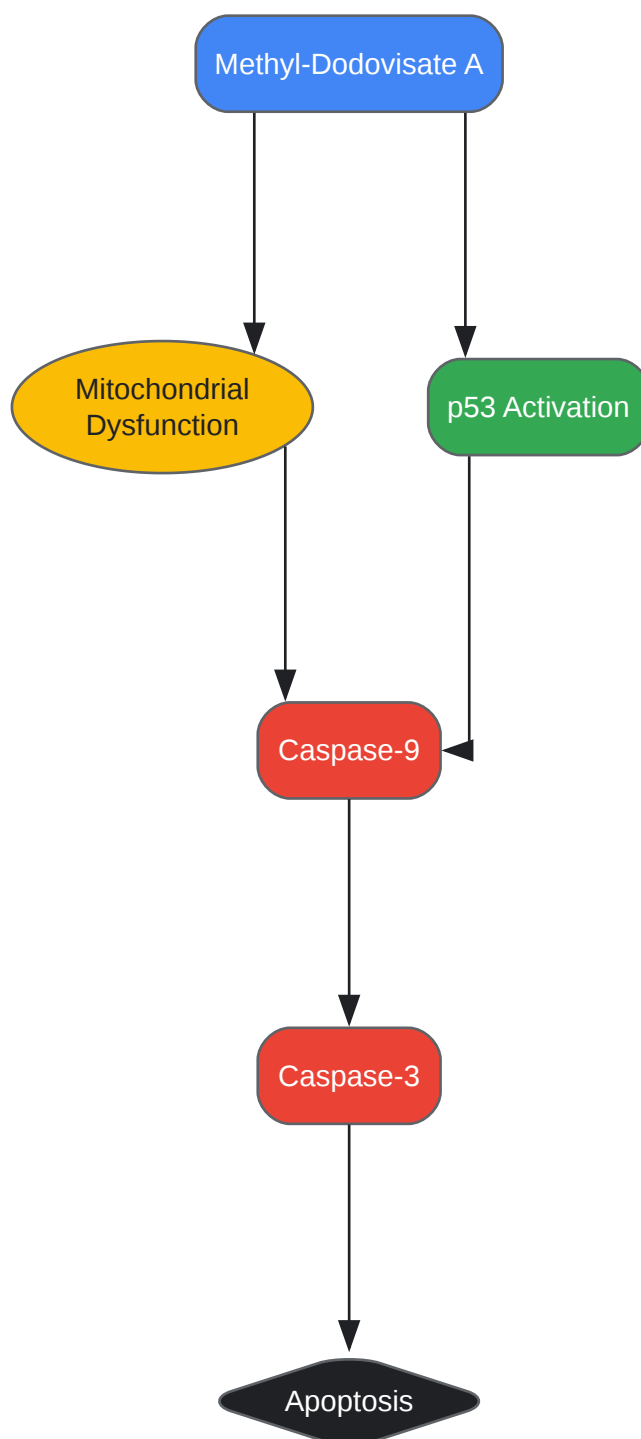 Methyl-Dodovisate A
Mitochondrial
Dysfunction
p53 Activation
Caspase-9
Caspase-3
Apoptosis